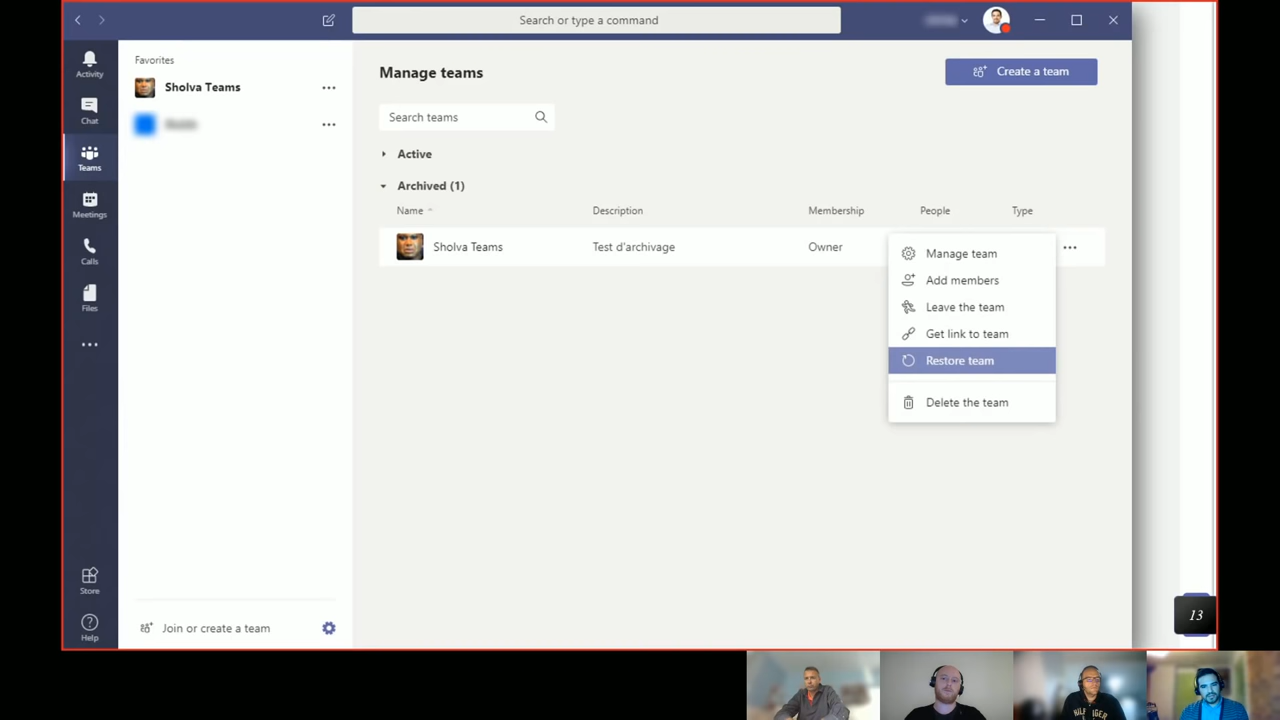 Search or type a command
Activity
Chat
Teams
Meetings
Calls
Files
Store
Help
Favorites
Sholva Teams
Join or create a team
Manage teams
Create a team
Search teams
Active
Archived (1)
Name Description Membership People Type
Sholva Teams Test d'archivage Owner
Manage team
Add members
Leave the team
Get link to team
Restore team
Delete the team
13